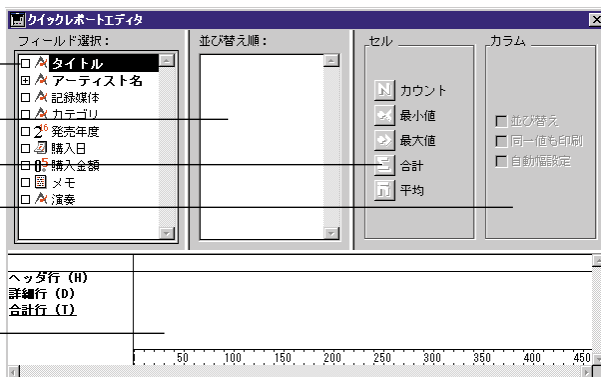 クイックレポートエディタ
フィールド選択：
タイトル
アーティスト名
記録媒体
カテゴリ
発売年度
購入日
購入金額
メモ
演奏
並び替え順：
セル
カウント
最小値
最大値
合計
平均
カラム
並び替え
同一値も印刷
自動幅設定
ヘッダ行 (H)
詳細行 (D)
合計行 (T)
50 100 150 200 250 300 350 400 450